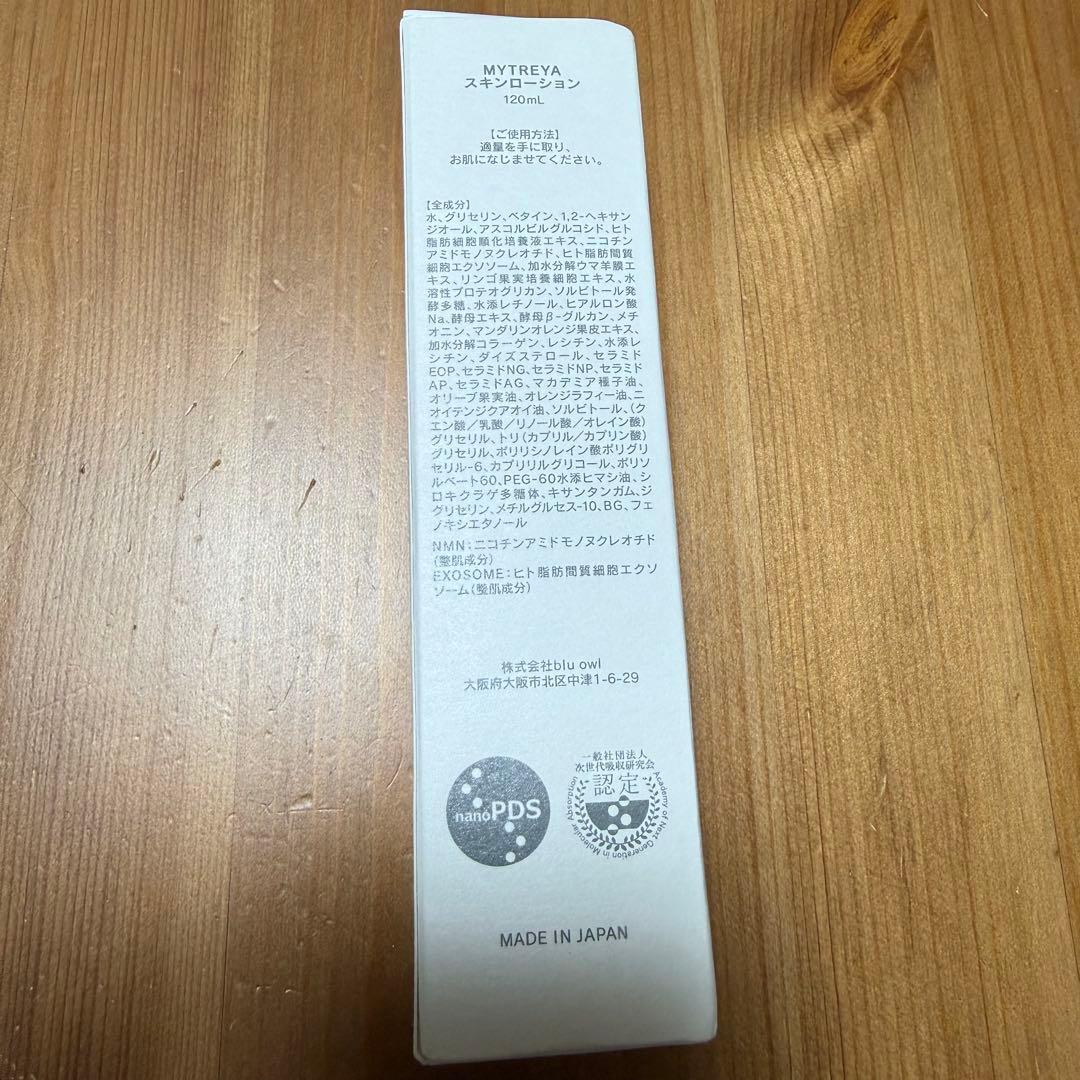 MYTREYA
スキンローション
120mL
【ご使用方法】
適量を手に取り、
お肌になじませてください。
【全成分】
水、グリセリン、ベタイン、1,2-ヘキサン
ジオール、アスコルビルグルコシド、ヒト
脂肪細胞順化培養液エキス、ニコチン
アミドモノヌクレオチド、ヒト脂肪間質
細胞エクソソーム、加水分解ウマ羊膜エ
キス、リンゴ果実培養細胞エキス、水
溶性プロテオグリカン、ソルビトール発
酵多糖、水添レチノール、ヒアルロン酸
Na、酵母エキス、酵母β-グルカン、メチ
オニン、マンダリンオレンジ果皮エキス、
加水分解コラーゲン、レシチン、水添レ
シチン、ダイズステロール、セラミド
EOP、セラミドNG、セラミドNP、セラミド
AP、セラミドAG、マカデミア種子油、
オリーブ果実油、オレンジラフィー油、ニ
オイテンジクアオイ油、ソルビトール、(ク
エン酸/乳酸/リノール酸/オレイン酸)
グリセリル、トリ(カプリル/カプリン酸)
グリセリル、ポリリシノレイン酸ポリグリ
セリル-6、カプリリルグリコール、ポリソ
ルベート60、PEG-60水添ヒマシ油、シ
ロキクラゲ多糖体、キサンタンガム、ジ
グリセリン、メチルグルセス-10、BG、フェ
ノキシエタノール
NMN:ニコチンアミドモノヌクレオチド
(整肌成分)
EXOSOME:ヒト脂肪間質細胞エクソ
ソーム(整肌成分)
株式会社blu owl
大阪府大阪市北区中津1-6-29
nanoPDS
一般社団法人
次世代吸収研究会
認定
Academy of Next Generation in Molecular Absorption
MADE IN JAPAN